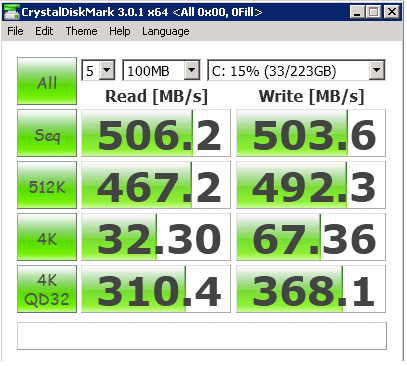 CrystalDiskMark 3.0.1 x64 <All 0x00, 0Fill>
File Edit Theme Help Language
All 5 100MB C: 15% (33/223GB)
Read [MB/s] Write [MB/s]
Seq 506.2 503.6
512K 467.2 492.3
4K 32.30 67.36
4K QD32 310.4 368.1